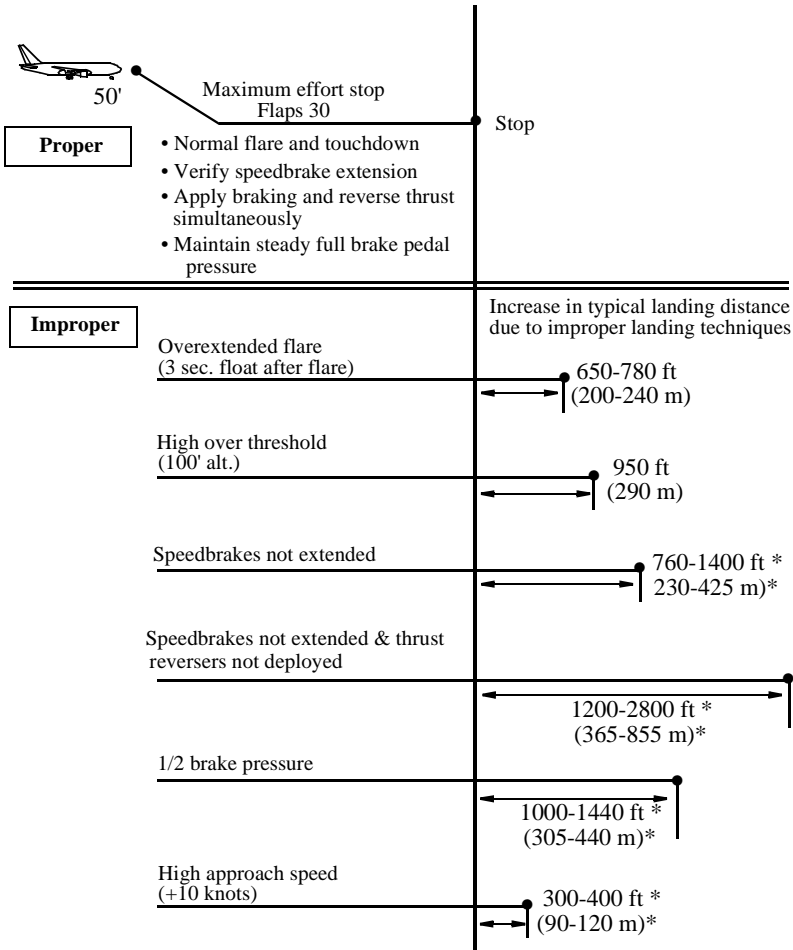 50'
Maximum effort stop
Flaps 30
Stop
Proper
• Normal flare and touchdown
• Verify speedbrake extension
• Apply braking and reverse thrust
simultaneously
• Maintain steady full brake pedal
pressure
Improper
Increase in typical landing distance
due to improper landing techniques
Overextended flare
(3 sec. float after flare)
650-780 ft
(200-240 m)
High over threshold
(100' alt.)
950 ft
(290 m)
Speedbrakes not extended
760-1400 ft *
230-425 m)*
Speedbrakes not extended & thrust
reversers not deployed
1200-2800 ft *
(365-855 m)*
1/2 brake pressure
1000-1440 ft *
(305-440 m)*
High approach speed
(+10 knots)
300-400 ft *
(90-120 m)*